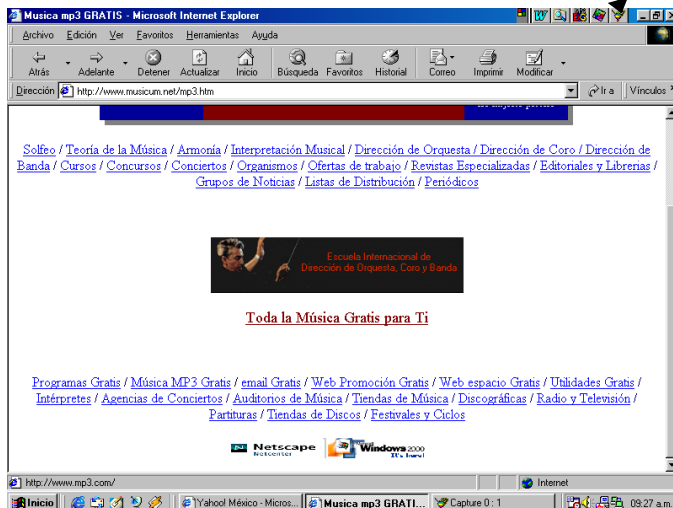 Musica mp3 GRATIS - Microsoft Internet Explorer
Archivo Edición Ver Favoritos Herramientas Ayuda
Atrás Adelante Detener Actualizar Inicio Búsqueda Favoritos Historial Correo Imprimir Modificar
Dirección http://www.musicum.net/mp3.htm Ir a Vínculos
Solfeo / Teoría de la Música / Armonía / Interpretación Musical / Dirección de Orquesta / Dirección de Coro / Dirección de
Banda / Cursos / Concursos / Conciertos / Organismos / Ofertas de trabajo / Revistas Especializadas / Editoriales y Librerias /
Grupos de Noticias / Listas de Distribución / Periódicos
Escuela Internacional de
Dirección de Orquesta, Coro y Banda
Toda la Música Gratis para Ti
Programas Gratis / Música MP3 Gratis / email Gratis / Web Promoción Gratis / Web espacio Gratis / Utilidades Gratis /
Intérpretes / Agencias de Conciertos / Auditorios de Música / Tiendas de Música / Discográficas / Radio y Televisión /
Partituras / Tiendas de Discos / Festivales y Ciclos
Netscape
Netcenter
Windows 2000
It's here!
http://www.mp3.com/ Internet
Inicio Yahoo! México - Micros... Musica mp3 GRATI... Capture 0 : 1 09:27 a.m.